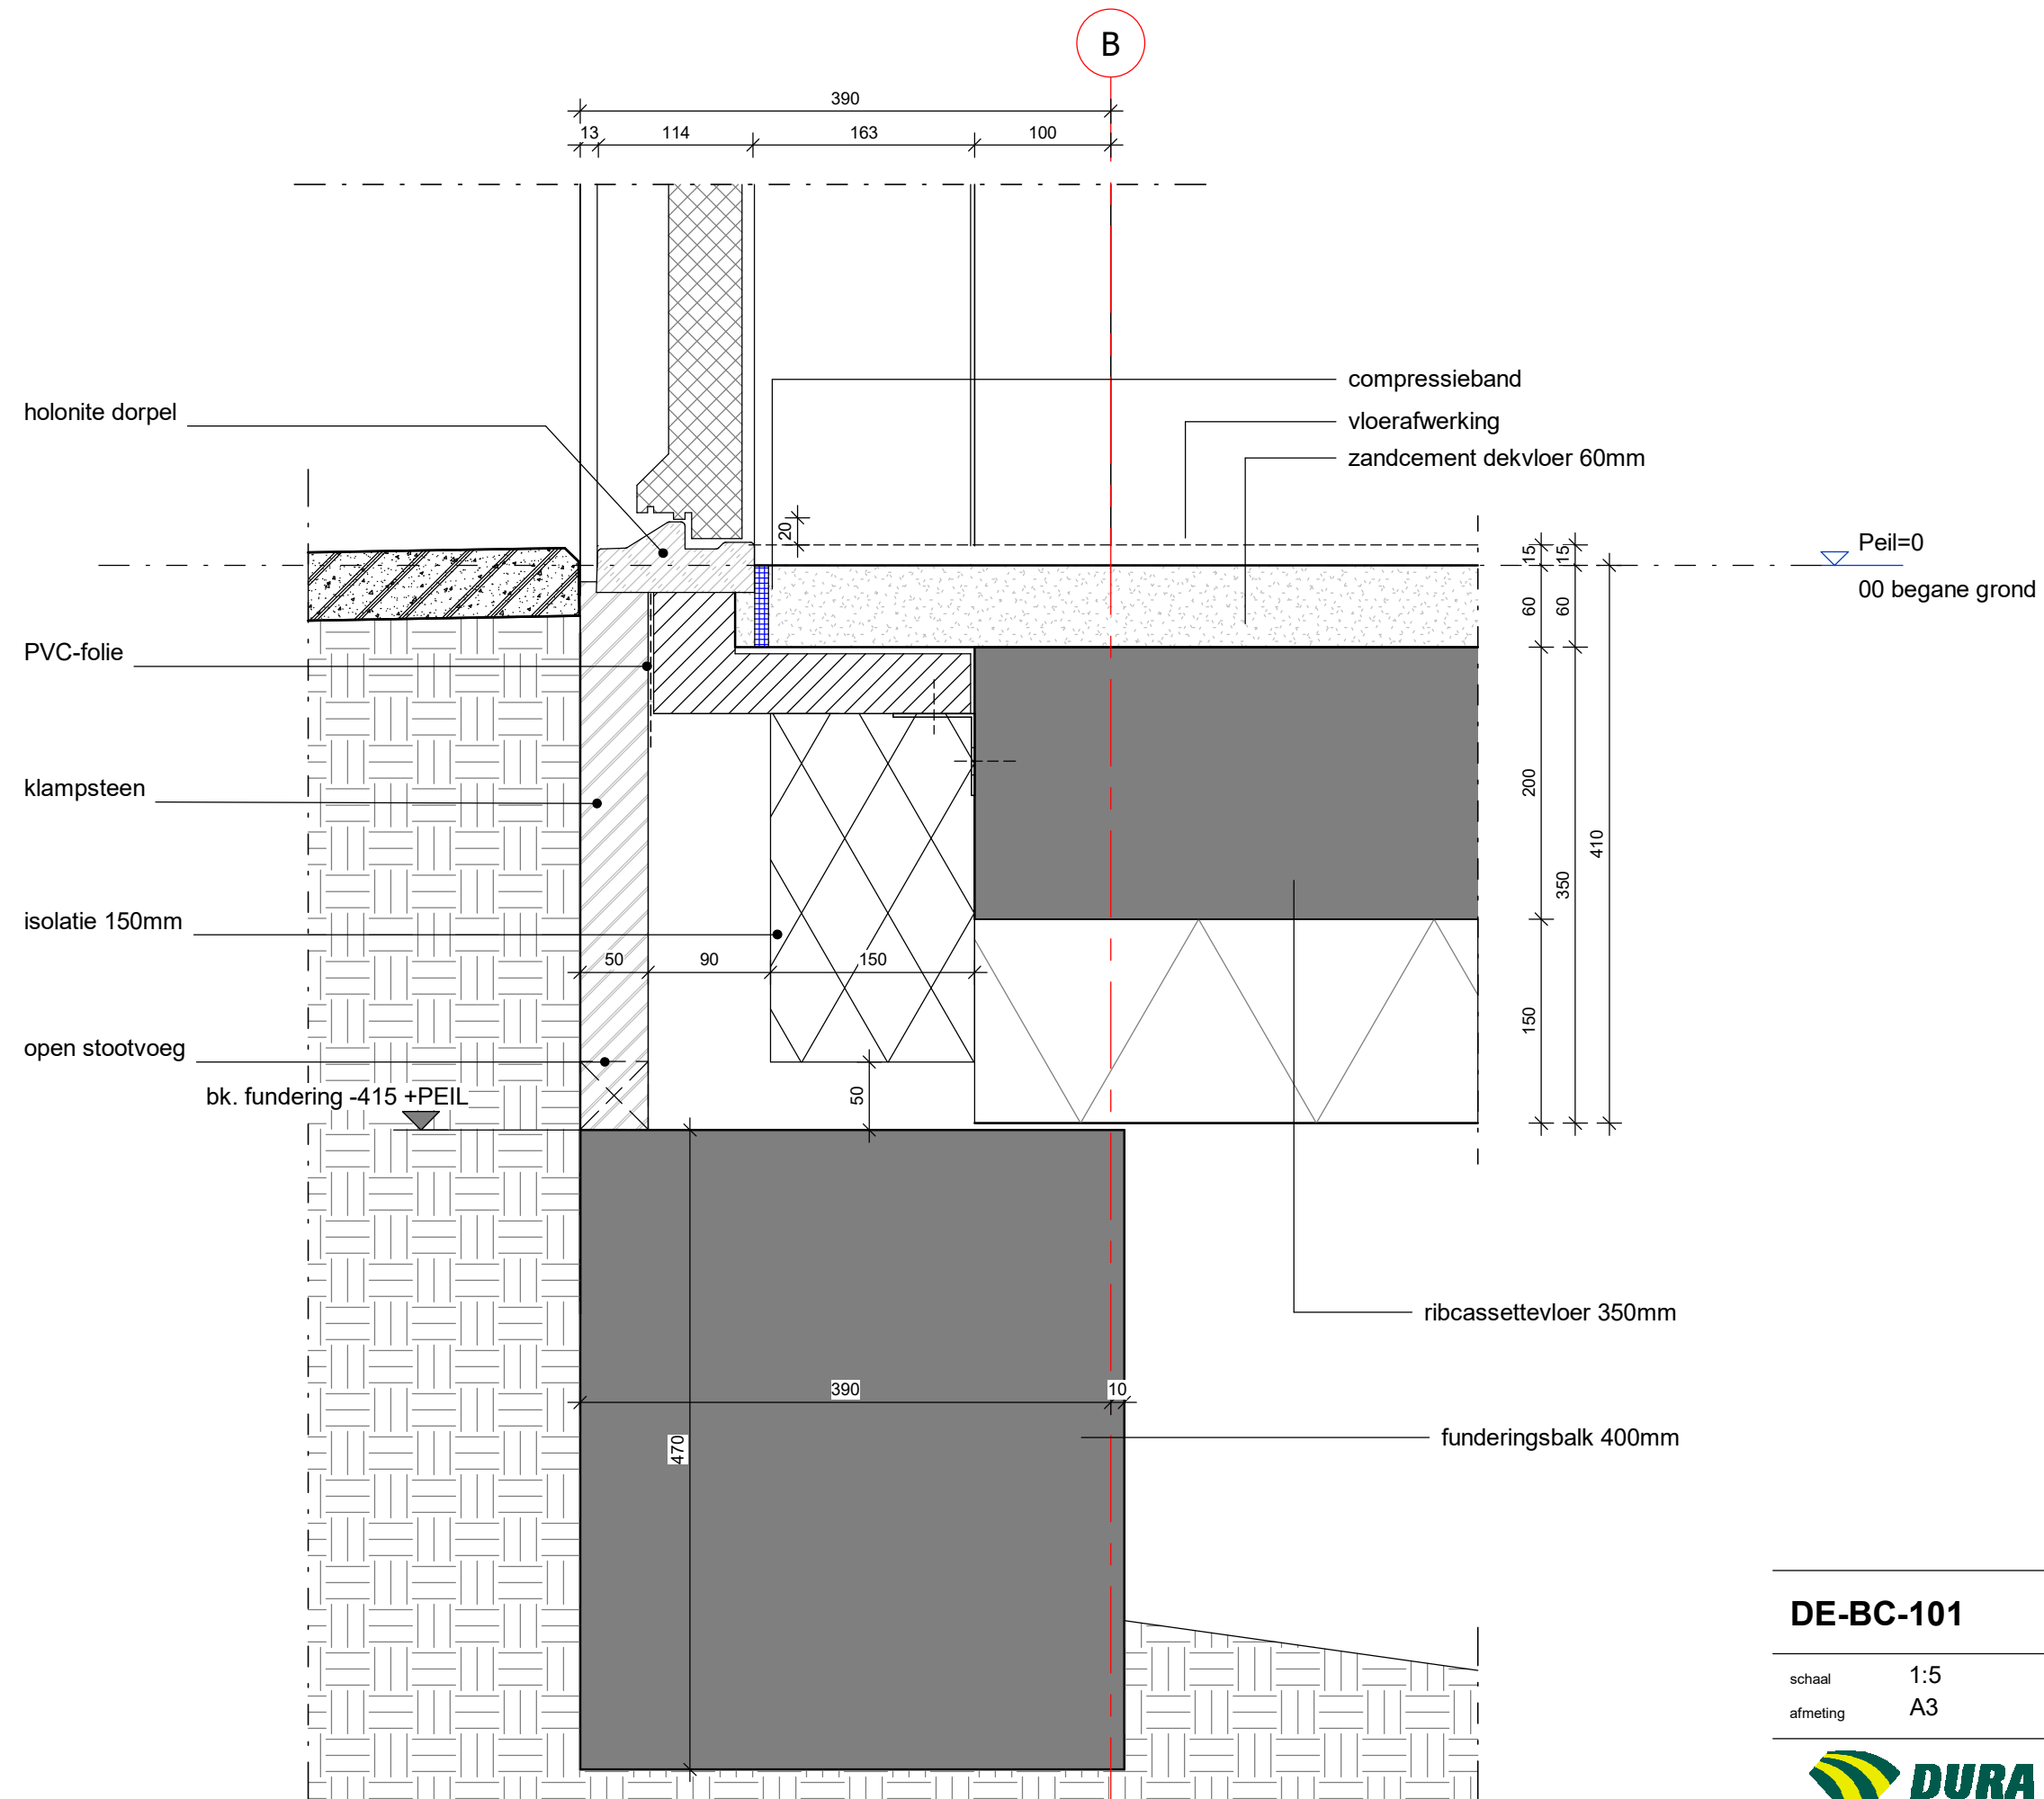 B
390
13 114 163 100
compressieband
holonite dorpel
vloerafwerking
zandcement dekvloer 60mm
20
15 15
Peil=0
60 60
00 begane grond
PVC-folie
klampsteen
200
410
350
isolatie 150mm
50 90 150
150
open stootvoeg
bk. fundering -415 +PEIL
50
ribcassettevloer 350mm
390 10
470
funderingsbalk 400mm
DE-BC-101
schaal 1:5
afmeting A3
DURA